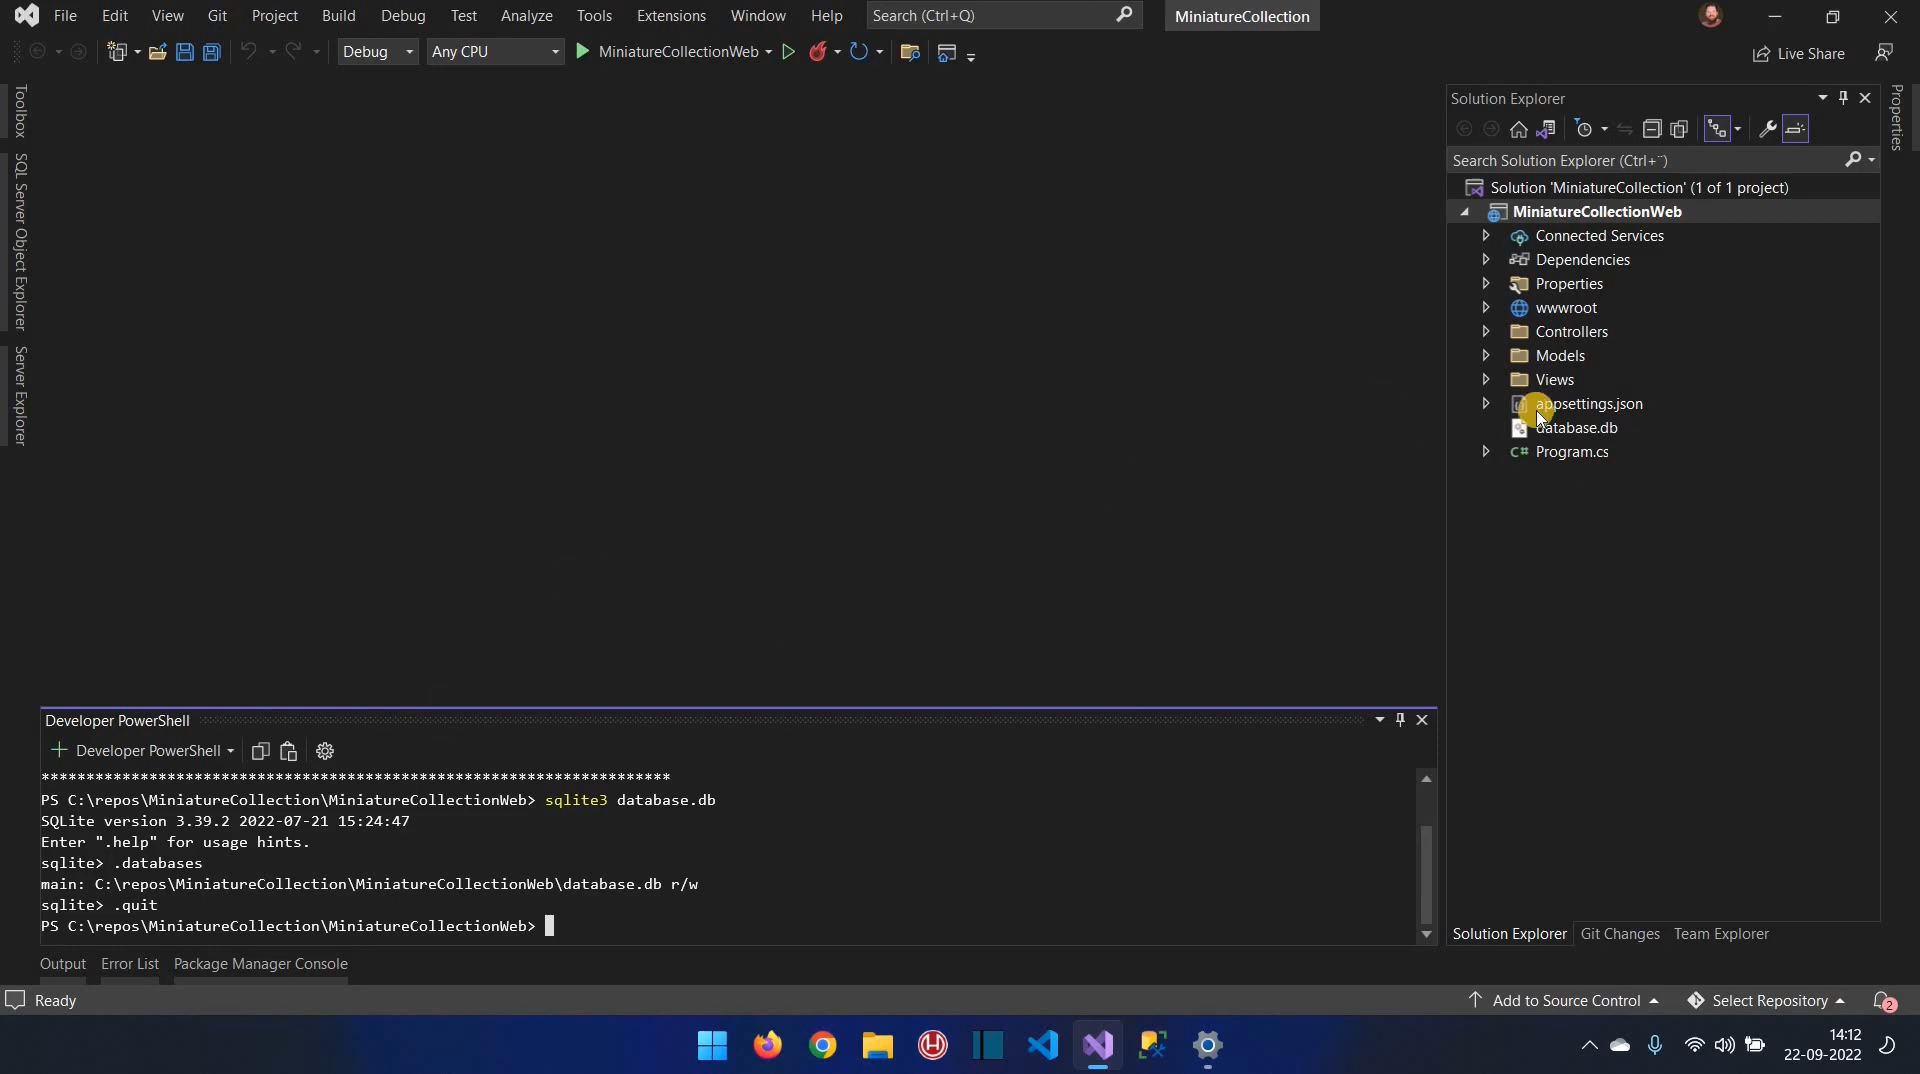 File Edit View Git Project Build Debug Test Analyze Tools Extensions Window Help Search (Ctrl+Q) MiniatureCollection
Debug Any CPU MiniatureCollectionWeb Live Share
Toolbox
SQL Server Object Explorer
Server Explorer
Solution Explorer
Search Solution Explorer (Ctrl+¨)
Solution 'MiniatureCollection' (1 of 1 project)
MiniatureCollectionWeb
Connected Services
Dependencies
Properties
wwwroot
Controllers
Models
Views
appsettings.json
database.db
Program.cs
Properties
Developer PowerShell
Developer PowerShell
**********************************************************************
PS C:\repos\MiniatureCollection\MiniatureCollectionWeb> sqlite3 database.db
SQLite version 3.39.2 2022-07-21 15:24:47
Enter ".help" for usage hints.
sqlite> .databases
main: C:\repos\MiniatureCollection\MiniatureCollectionWeb\database.db r/w
sqlite> .quit
PS C:\repos\MiniatureCollection\MiniatureCollectionWeb>
Solution Explorer Git Changes Team Explorer
Output Error List Package Manager Console
Ready Add to Source Control Select Repository 2
14:12
22-09-2022